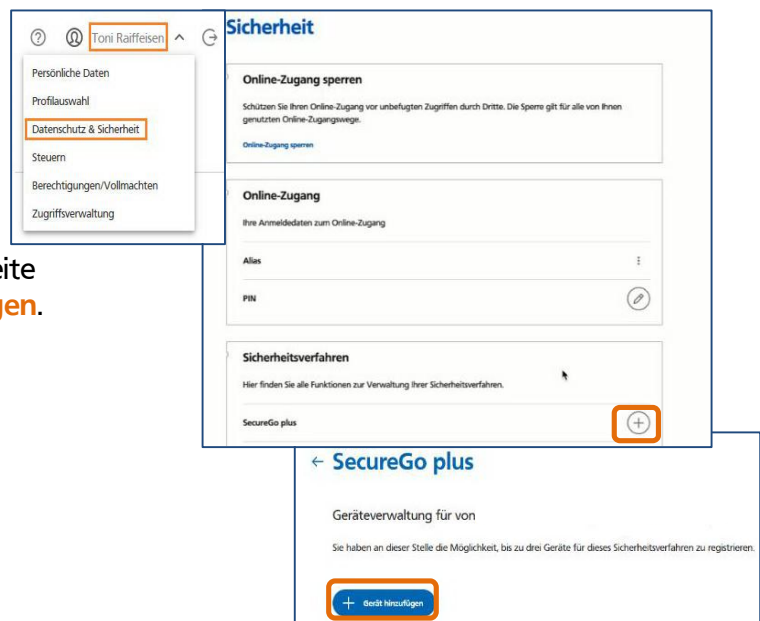 Toni Raiffeisen
Persönliche Daten
Profilauswahl
Datenschutz & Sicherheit
Steuern
Berechtigungen/Vollmachten
Zugriffsverwaltung
eite
gen.
Sicherheit
Online-Zugang sperren
Schützen Sie Ihren Online-Zugang vor unbefugten Zugriffen durch Dritte. Die Sperre gilt für alle von Ihnen
genutzten Online-Zugangswege.
Online-Zugang sperren
Online-Zugang
Ihre Anmeldedaten zum Online-Zugang
Alias
PIN
Sicherheitsverfahren
Hier finden Sie alle Funktionen zur Verwaltung Ihrer Sicherheitsverfahren.
SecureGo plus
← SecureGo plus
Geräteverwaltung für von
Sie haben an dieser Stelle die Möglichkeit, bis zu drei Geräte für dieses Sicherheitsverfahren zu registrieren.
+ Gerät hinzufügen